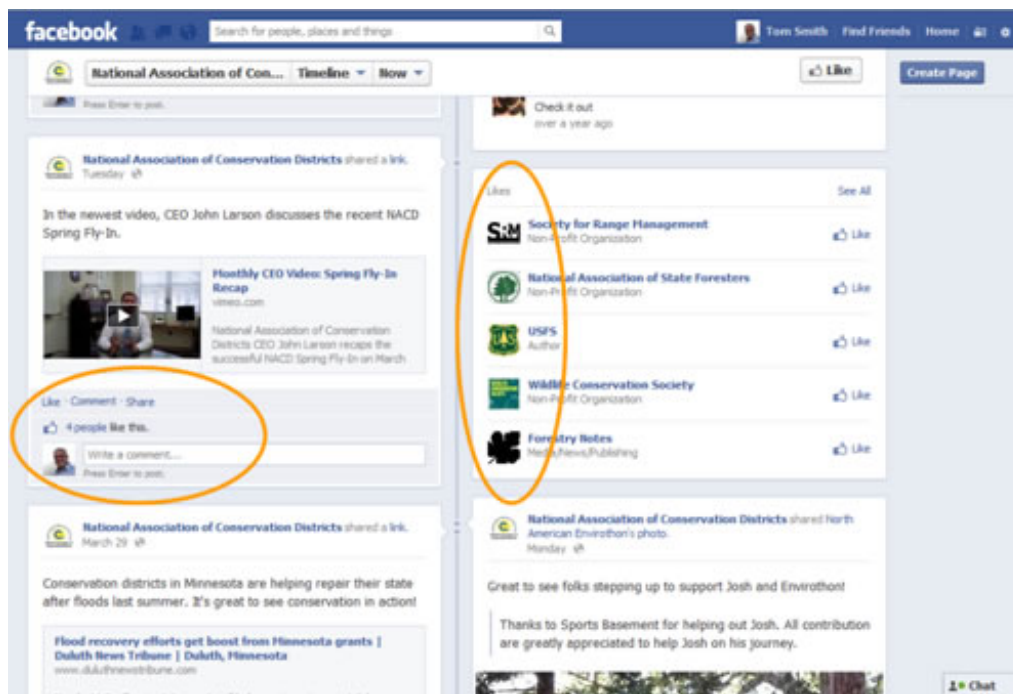 facebook
Search for people, places and things
Tom Smith Find Friends Home
National Association of Con... Timeline Now
Like
Create Page
Press Enter to post.
National Association of Conservation Districts shared a link.
Tuesday
In the newest video, CEO John Larson discusses the recent NACD
Spring Fly-In.
Monthly CEO Video: Spring Fly-In
Recap
vimeo.com
National Association of Conservation
Districts CEO John Larson recaps the
successful NACD Spring Fly-In on March
Like · Comment · Share
4 people like this.
Write a comment...
Press Enter to post.
National Association of Conservation Districts shared a link.
March 29
Conservation districts in Minnesota are helping repair their state
after floods last summer. It's great to see conservation in action!
Flood recovery efforts get boost from Minnesota grants |
Duluth News Tribune | Duluth, Minnesota
www.duluthnewstribune.com
Check it out
over a year ago
Likes
See All
SRM
Society for Range Management
Non-Profit Organization
Like
National Association of State Foresters
Non-Profit Organization
Like
UAS
USFS
Author
Like
Wildlife Conservation Society
Non-Profit Organization
Like
Forestry Notes
Media/News/Publishing
Like
National Association of Conservation Districts shared North
American Envirothon's photo.
Monday
Great to see folks stepping up to support Josh and Envirothon!
Thanks to Sports Basement for helping out Josh. All contribution
are greatly appreciated to help Josh on his journey.
Chat